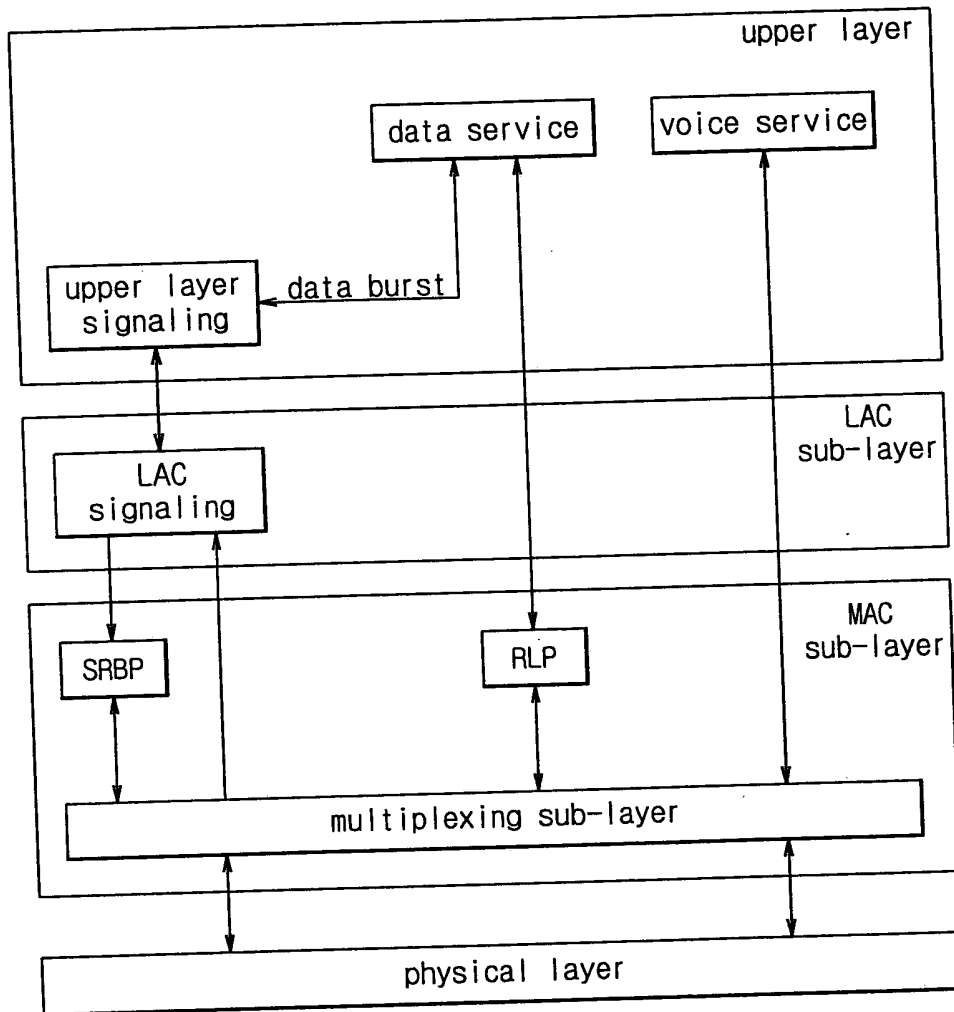 upper layer
data service
voice service
upper layer
signaling
data burst
LAC
sub-layer
LAC
signaling
MAC
sub-layer
SRBP
RLP
multiplexing sub-layer
physical layer